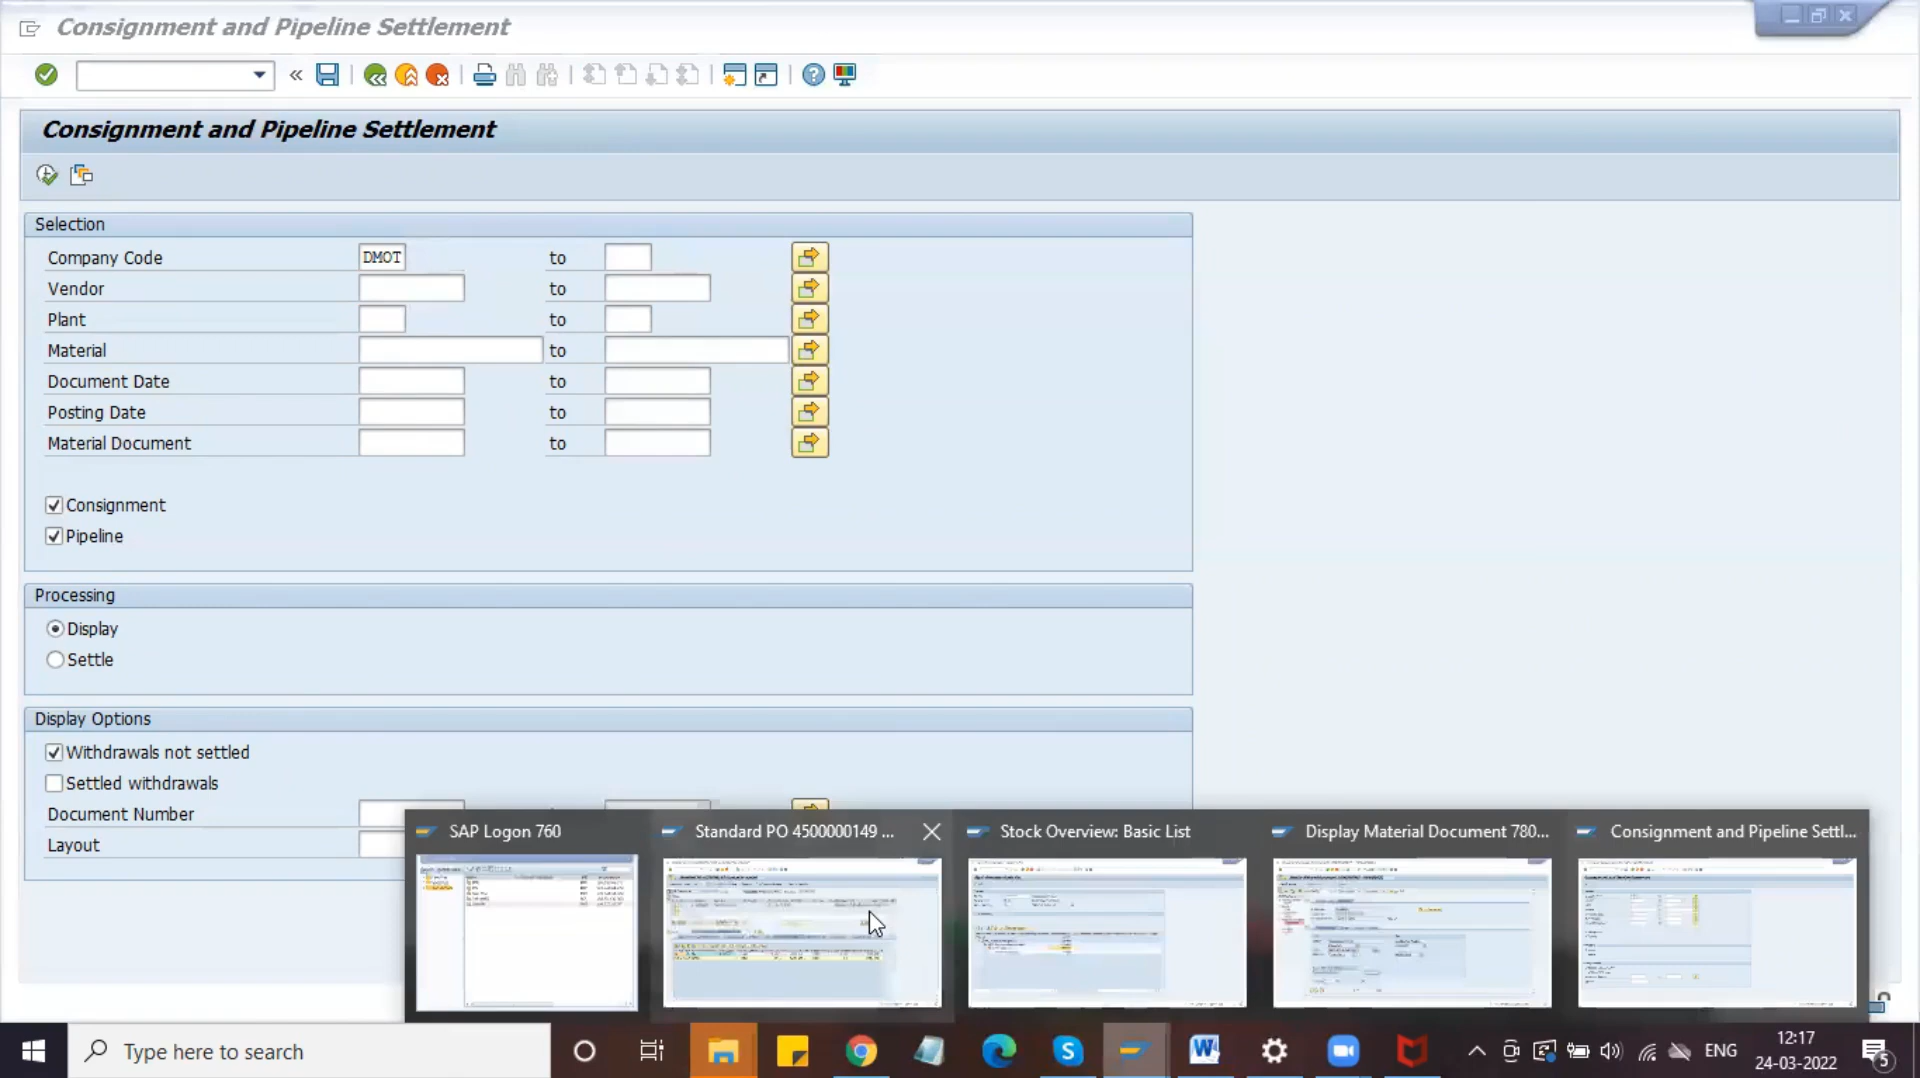 Consignment and Pipeline Settlement
Consignment and Pipeline Settlement
Selection
Company Code DMOT to
Vendor to
Plant to
Material to
Document Date to
Posting Date to
Material Document to
Consignment
Pipeline
Processing
Display
Settle
Display Options
Withdrawals not settled
Settled withdrawals
Document Number
Layout
SAP Logon 760
Standard PO 4500000149 ...
Stock Overview: Basic List
Display Material Document 780...
Consignment and Pipeline Settl...
Type here to search
ENG
12:17
24-03-2022
5